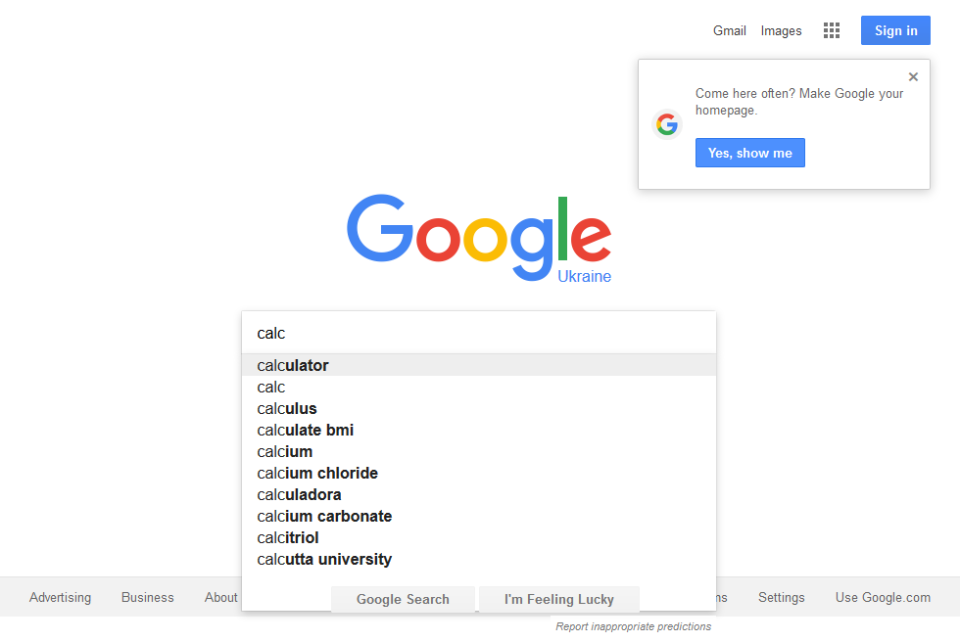 Gmail Images Sign in
Come here often? Make Google your
homepage.
Yes, show me
Google
Ukraine
calc
calculator
calc
calculus
calculate bmi
calcium
calcium chloride
calculadora
calcium carbonate
calcitriol
calcutta university
Google Search I'm Feeling Lucky
Advertising Business About Settings Use Google.com
Report inappropriate predictions